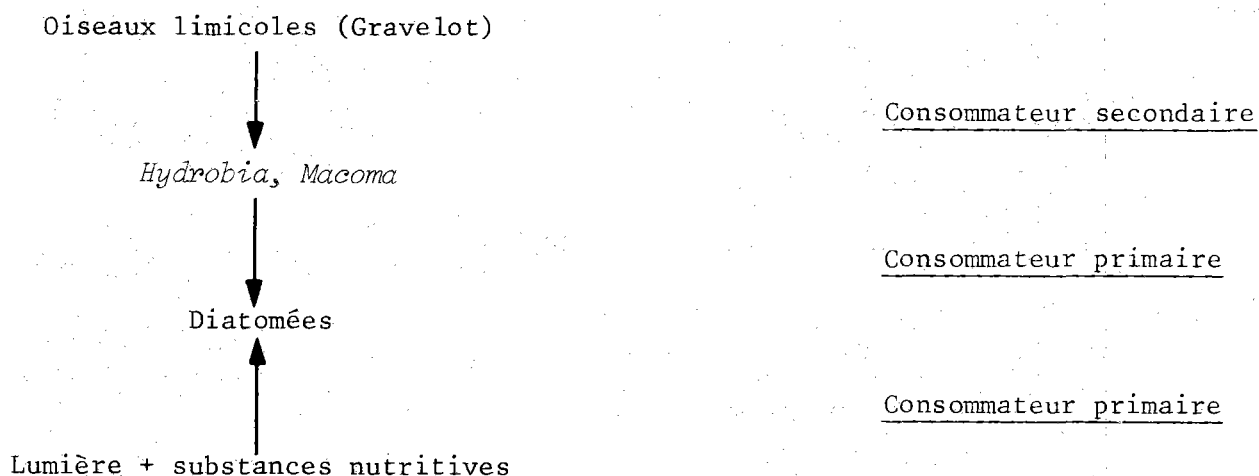 Oiseaux limicoles (Gravelot)
Consommateur secondaire
Hydrobia, Macoma
Consommateur primaire
Diatomées
Consommateur primaire
Lumière + substances nutritives